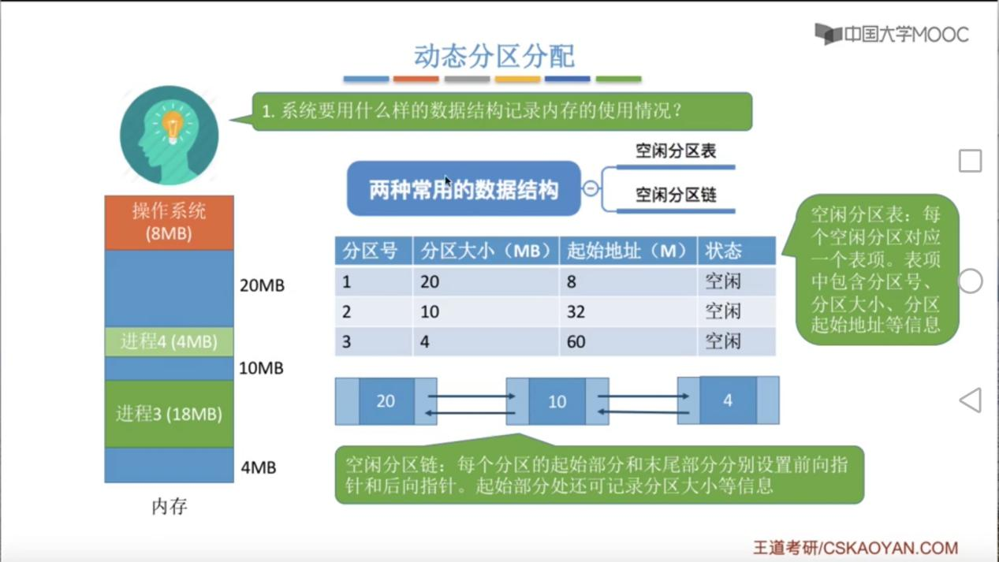 中国大学MOOC
动态分区分配
1. 系统要用什么样的数据结构记录内存的使用情况？
两种常用的数据结构
空闲分区表
空闲分区链
操作系统
(8MB)
20MB
进程4 (4MB)
10MB
进程3 (18MB)
4MB
内存
分区号 分区大小（MB） 起始地址（M） 状态
1 20 8 空闲
2 10 32 空闲
3 4 60 空闲
空闲分区表：每
个空闲分区对应
一个表项。表项
中包含分区号、
分区大小、分区
起始地址等信息
20 10 4
空闲分区链：每个分区的起始部分和末尾部分分别设置前向指
针和后向指针。起始部分处还可记录分区大小等信息
王道考研/CSKAOYAN.COM